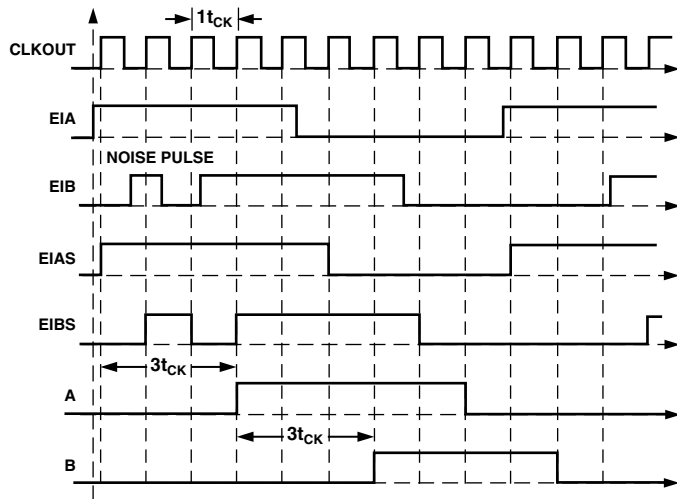 1tCK
CLKOUT
EIA
NOISE PULSE
EIB
EIAS
EIBS
3tCK
A
3tCK
B